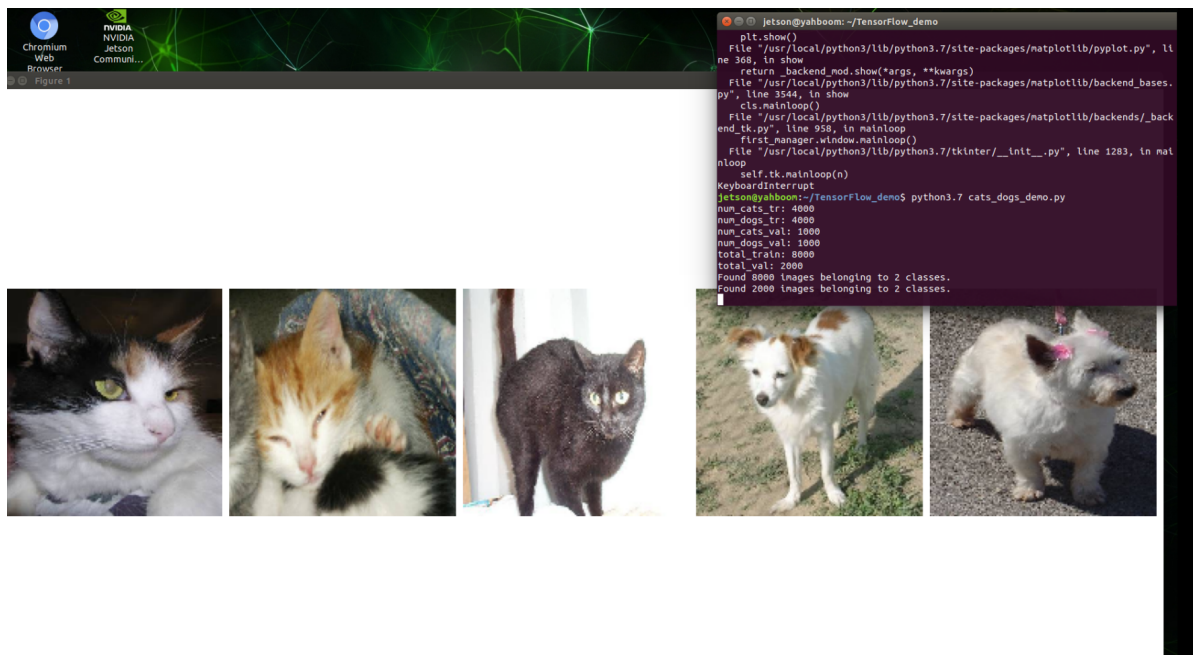 Chromium
Web
Browser
NVIDIA
NVIDIA
Jetson
Communi...
Figure 1
jetson@yahboom: ~/TensorFlow_demo
    plt.show()
  File "/usr/local/python3/lib/python3.7/site-packages/matplotlib/pyplot.py", li
ne 368, in show
    return _backend_mod.show(*args, **kwargs)
  File "/usr/local/python3/lib/python3.7/site-packages/matplotlib/backend_bases.
py", line 3544, in show
    cls.mainloop()
  File "/usr/local/python3/lib/python3.7/site-packages/matplotlib/backends/_back
end_tk.py", line 958, in mainloop
    first_manager.window.mainloop()
  File "/usr/local/python3/lib/python3.7/tkinter/__init__.py", line 1283, in mai
nloop
    self.tk.mainloop(n)
KeyboardInterrupt
jetson@yahboom:~/TensorFlow_demo$ python3.7 cats_dogs_demo.py
num_cats_tr: 4000
num_dogs_tr: 4000
num_cats_val: 1000
num_dogs_val: 1000
total_train: 8000
total_val: 2000
Found 8000 images belonging to 2 classes.
Found 2000 images belonging to 2 classes.